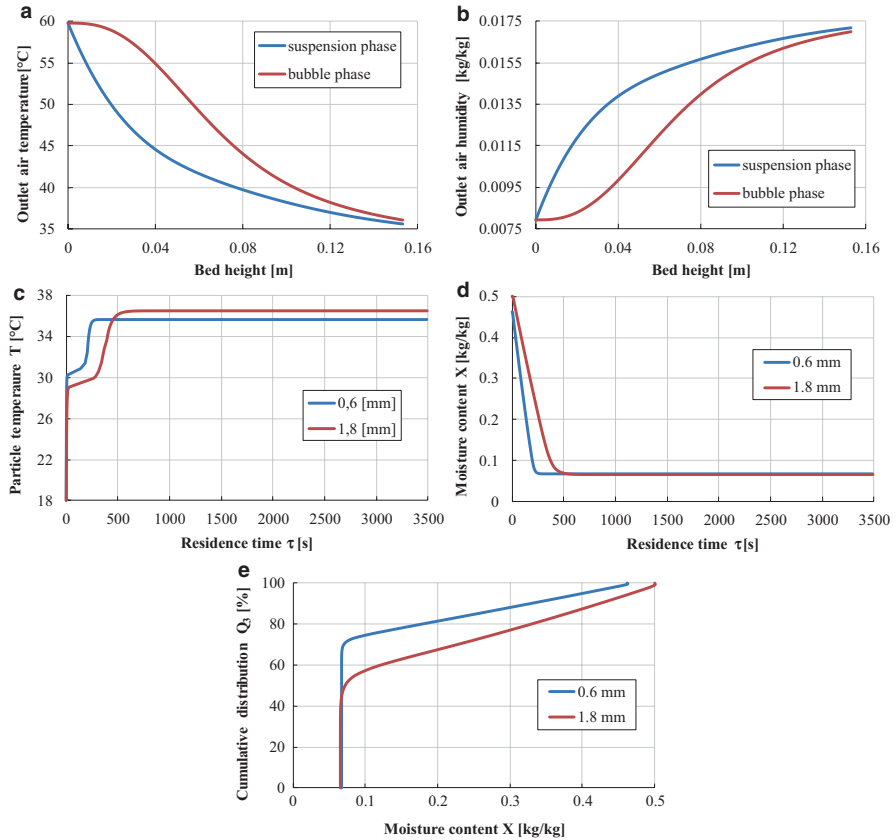 a
60
55
50
45
40
35
0
0.04
0.08
0.12
0.16
Outlet air temperature[°C]
Bed height [m]
suspension phase
bubble phase
b
0.0175
0.0155
0.0135
0.0115
0.0095
0.0075
0.00
0.04
0.08
0.12
0.16
Outlet air humidity [kg/kg]
Bed height [m]
suspension phase
bubble phase
c
38
34
30
26
22
18
0
500
1000
1500
2000
2500
3000
3500
Particle temperaure T [°C]
Residence time τ[s]
0,6 [mm]
1,8 [mm]
d
0.5
0.4
0.3
0.2
0.1
0
0
500
1000
1500
2000
2500
3000
3500
Moisture content X [kg/kg]
Residence time τ[s]
0.6 mm
1.8 mm
e
100
80
60
40
20
0
0
0.1
0.2
0.3
0.4
0.5
Cumulative distribution Q3 [%]
Moisture content X [kg/kg]
0.6 mm
1.8 mm